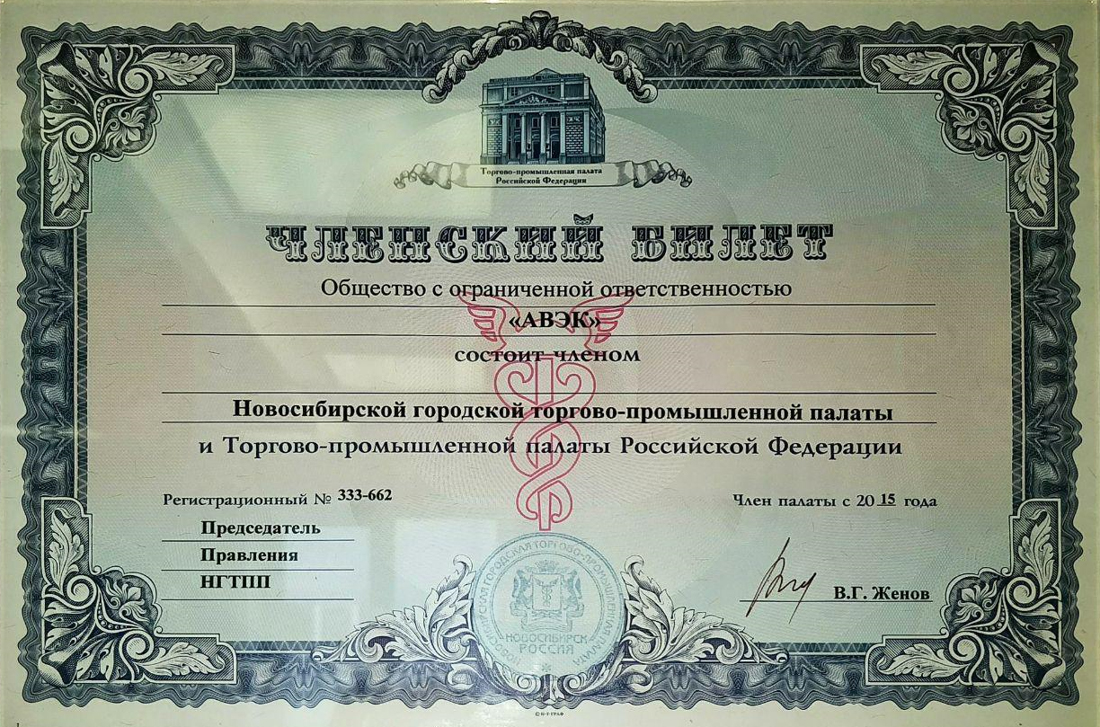 Торгово-промышленная палата
Российской Федерации
ЧЛЕНСКИЙ БИЛЕТ
Общество с ограниченной ответственностью
«АВЭК»
состоит членом
Новосибирской городской торгово-промышленной палаты
и Торгово-промышленной палаты Российской Федерации
Регистрационный № 333-662
Член палаты с 2015 года
Председатель
Правления
НГТПП
В.Г. Женов
НОВОСИБИРСКАЯ ГОРОДСКАЯ ТОРГОВО-ПРОМЫШЛЕННАЯ ПАЛАТА
НОВОСИБИРСК
РОССИЯ